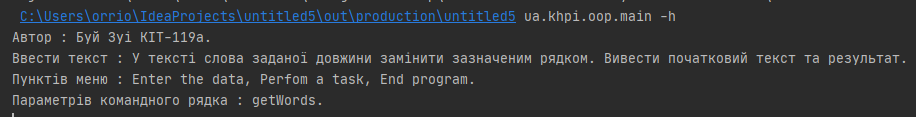 C:\Users\orrio\IdeaProjects\untitled5\out\production\untitled5 ua.khpi.oop.main -h
Автор : Буй Зуі КІТ-119а.
Ввести текст : У тексті слова заданої довжини замінити зазначеним рядком. Вивести початковий текст та результат.
Пунктів меню : Enter the data, Perfom a task, End program.
Параметрів командного рядка : getWords.